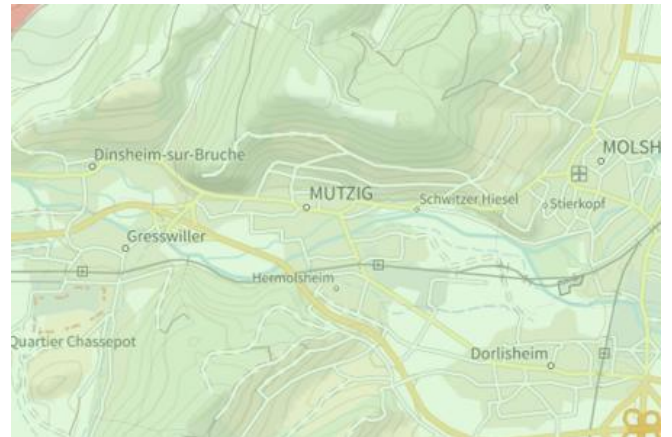 Dinsheim-sur-Bruche
MOLSH
MUTZIG
Schwitzer Hiesel
Stierkopf
Gresswiller
Hermolsheim
Quartier Chassepot
Dorlisheim